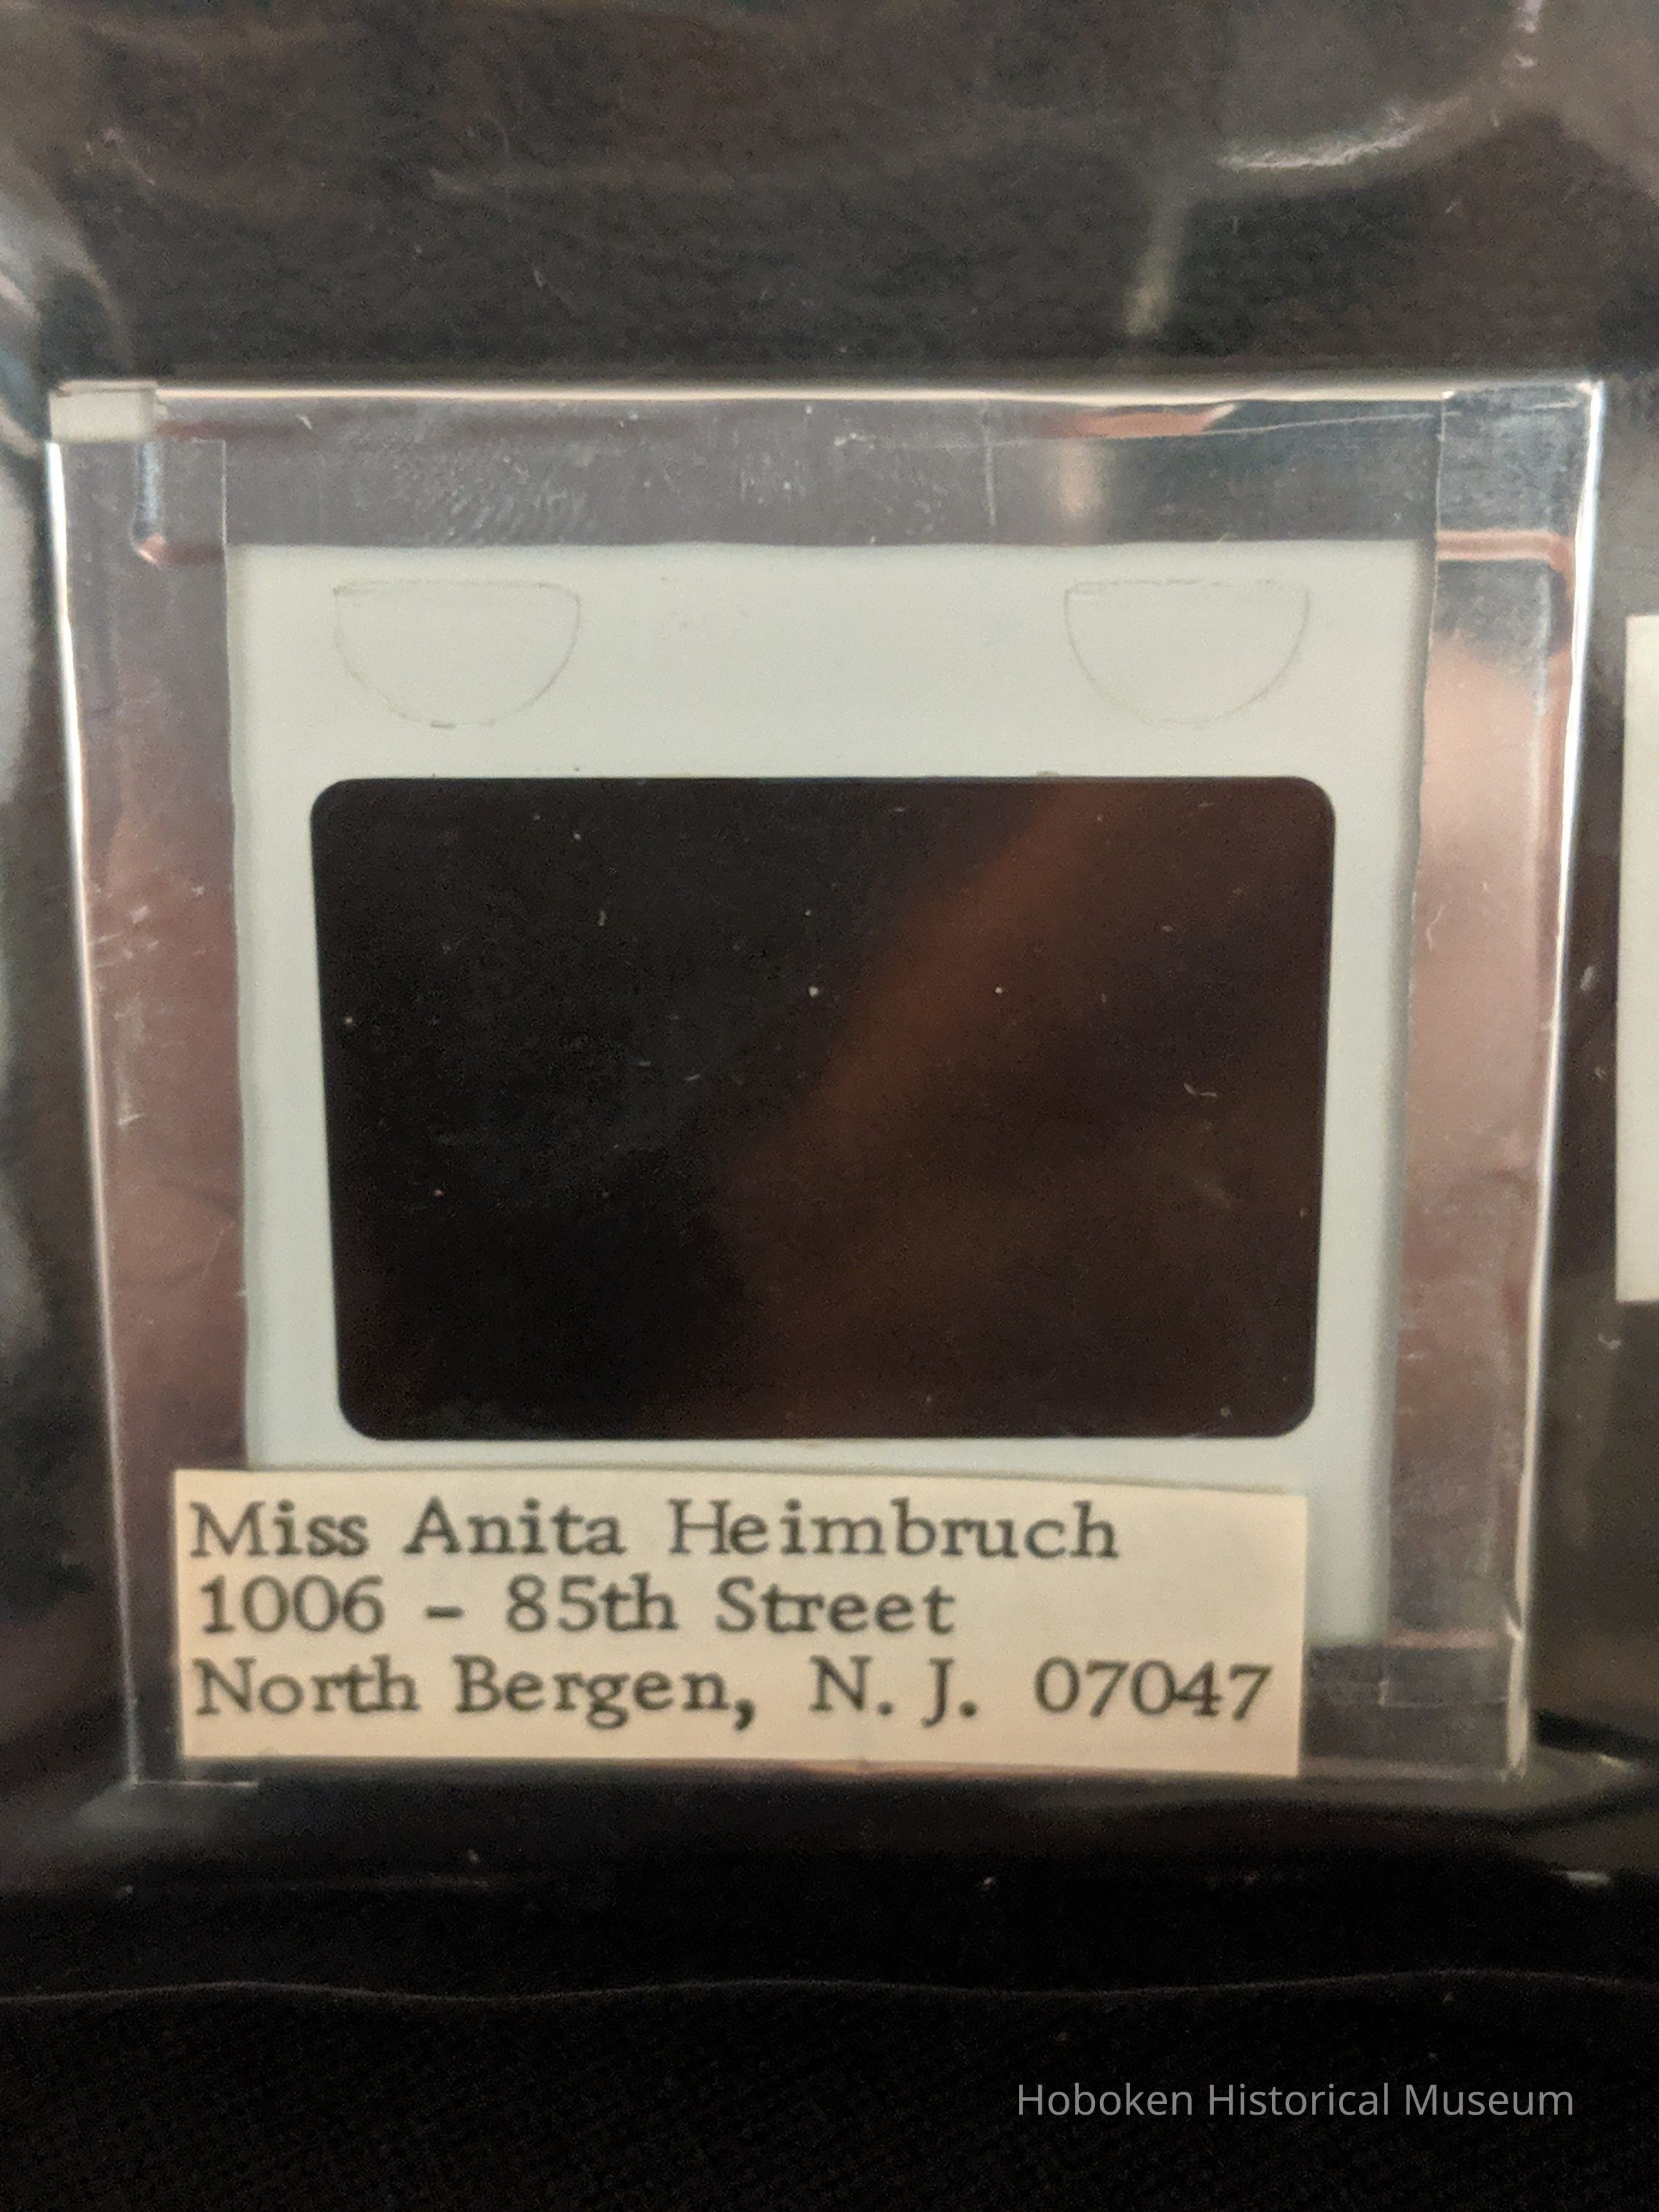 Miss Anita Heimbruch
1006 - 85th Street
North Bergen, N. J. 07047
Hoboken Historical Museum